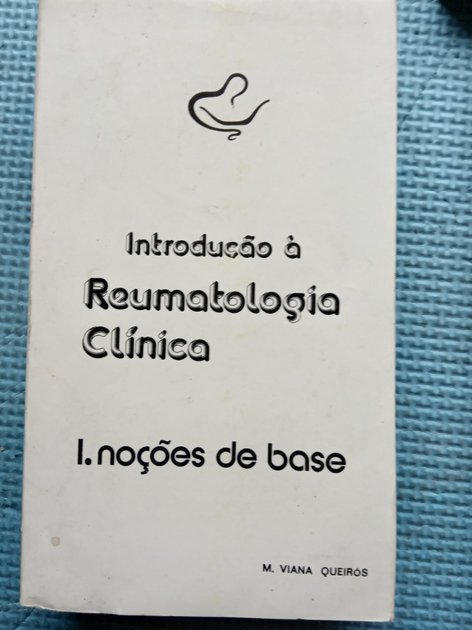 Introdução à
Reumatologia
Clínica
I. noções de base
M. VIANA QUEIRÓS